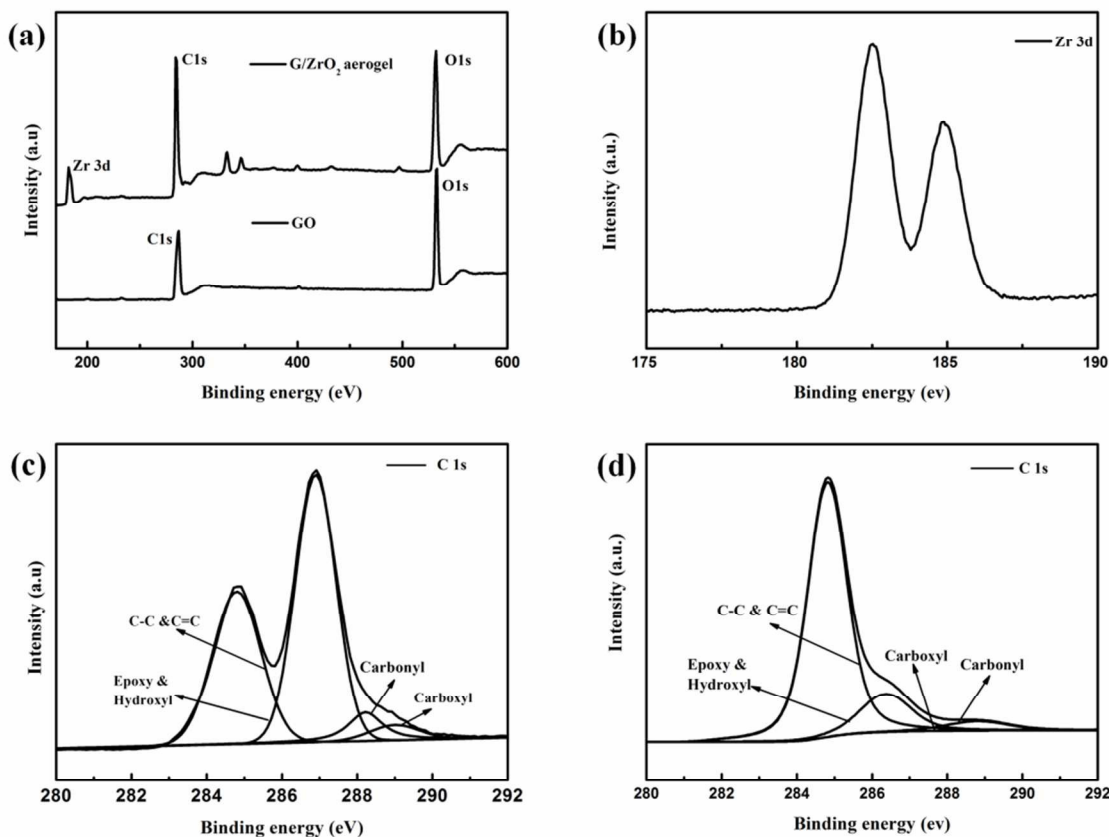 (a)
C1s
G/ZrO2 aerogel
O1s
Zr 3d
O1s
GO
C1s
Intensity (a.u)
200 300 400 500 600
Binding energy (eV)
(b)
Zr 3d
Intensity (a.u.)
175 180 185 190
Binding energy (ev)
(c)
C 1s
C-C &C=C
Epoxy &
Hydroxyl
Carbonyl
Carboxyl
Intensity (a.u)
280 282 284 286 288 290 292
Binding energy (eV)
(d)
C 1s
C-C & C=C
Epoxy &
Hydroxyl
Carboxyl
Carbonyl
Intensity (a.u.)
280 282 284 286 288 290 292
Binding energy (ev)